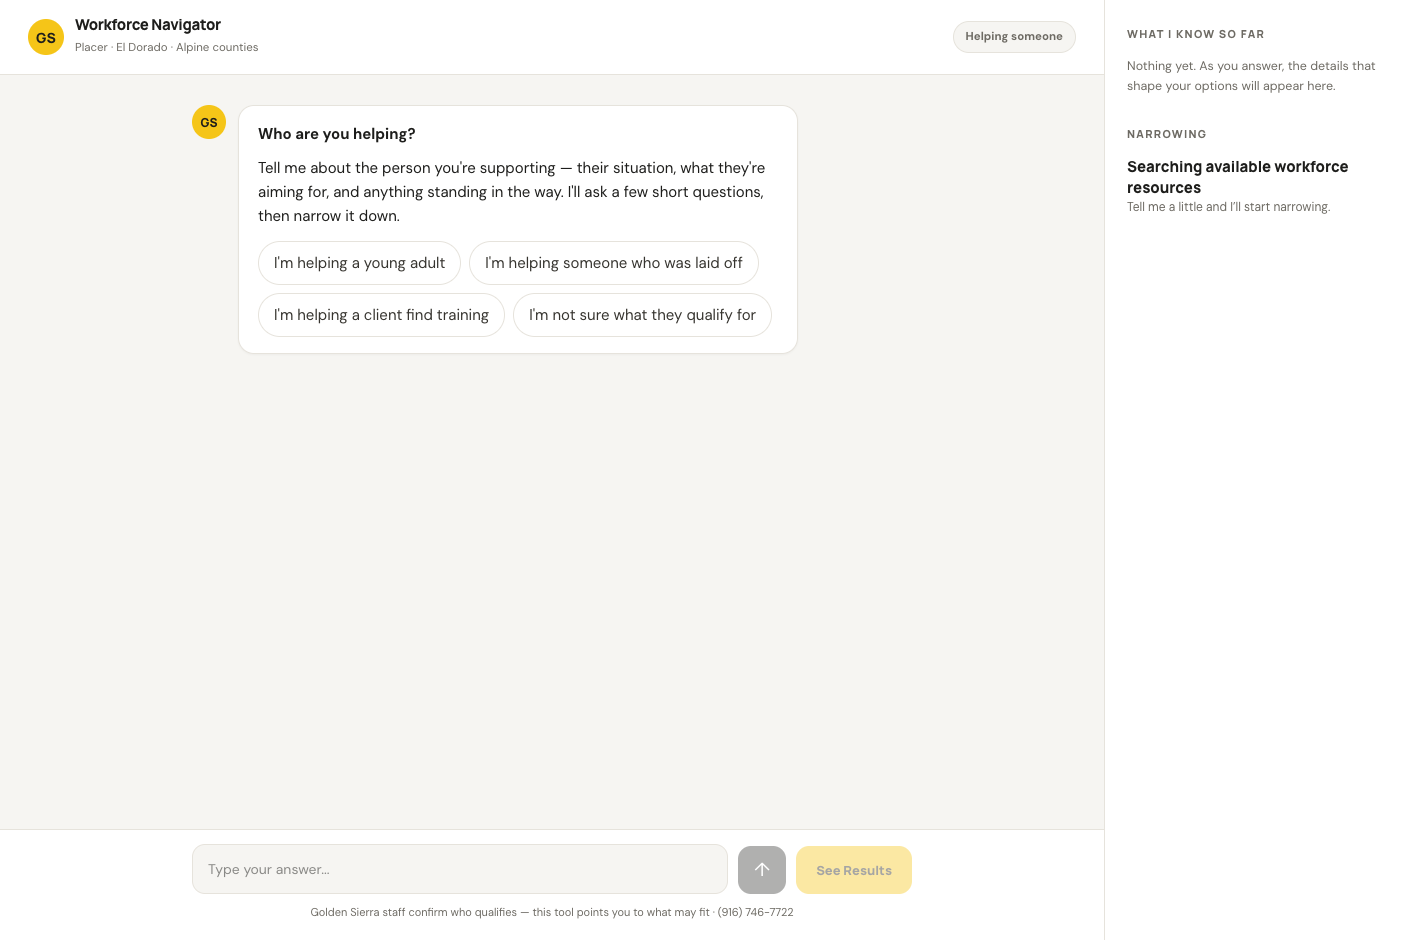 GS
Workforce Navigator
Placer · El Dorado · Alpine counties
Helping someone
GS
Who are you helping?
Tell me about the person you're supporting — their situation, what they're
aiming for, and anything standing in the way. I'll ask a few short questions,
then narrow it down.
I'm helping a young adult
I'm helping someone who was laid off
I'm helping a client find training
I'm not sure what they qualify for
Type your answer...
See Results
Golden Sierra staff confirm who qualifies — this tool points you to what may fit · (916) 746-7722
WHAT I KNOW SO FAR
Nothing yet. As you answer, the details that
shape your options will appear here.
NARROWING
Searching available workforce
resources
Tell me a little and I'll start narrowing.